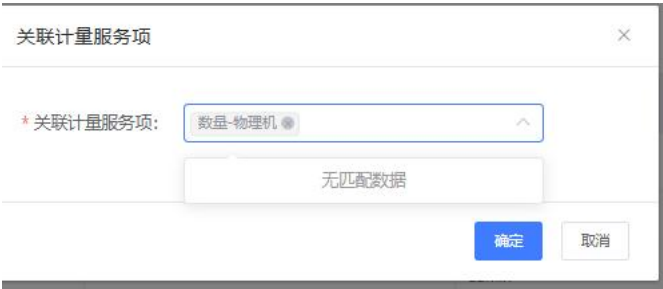 关联计量服务项
* 关联计量服务项:
数量-物理机
无匹配数据
确定
取消